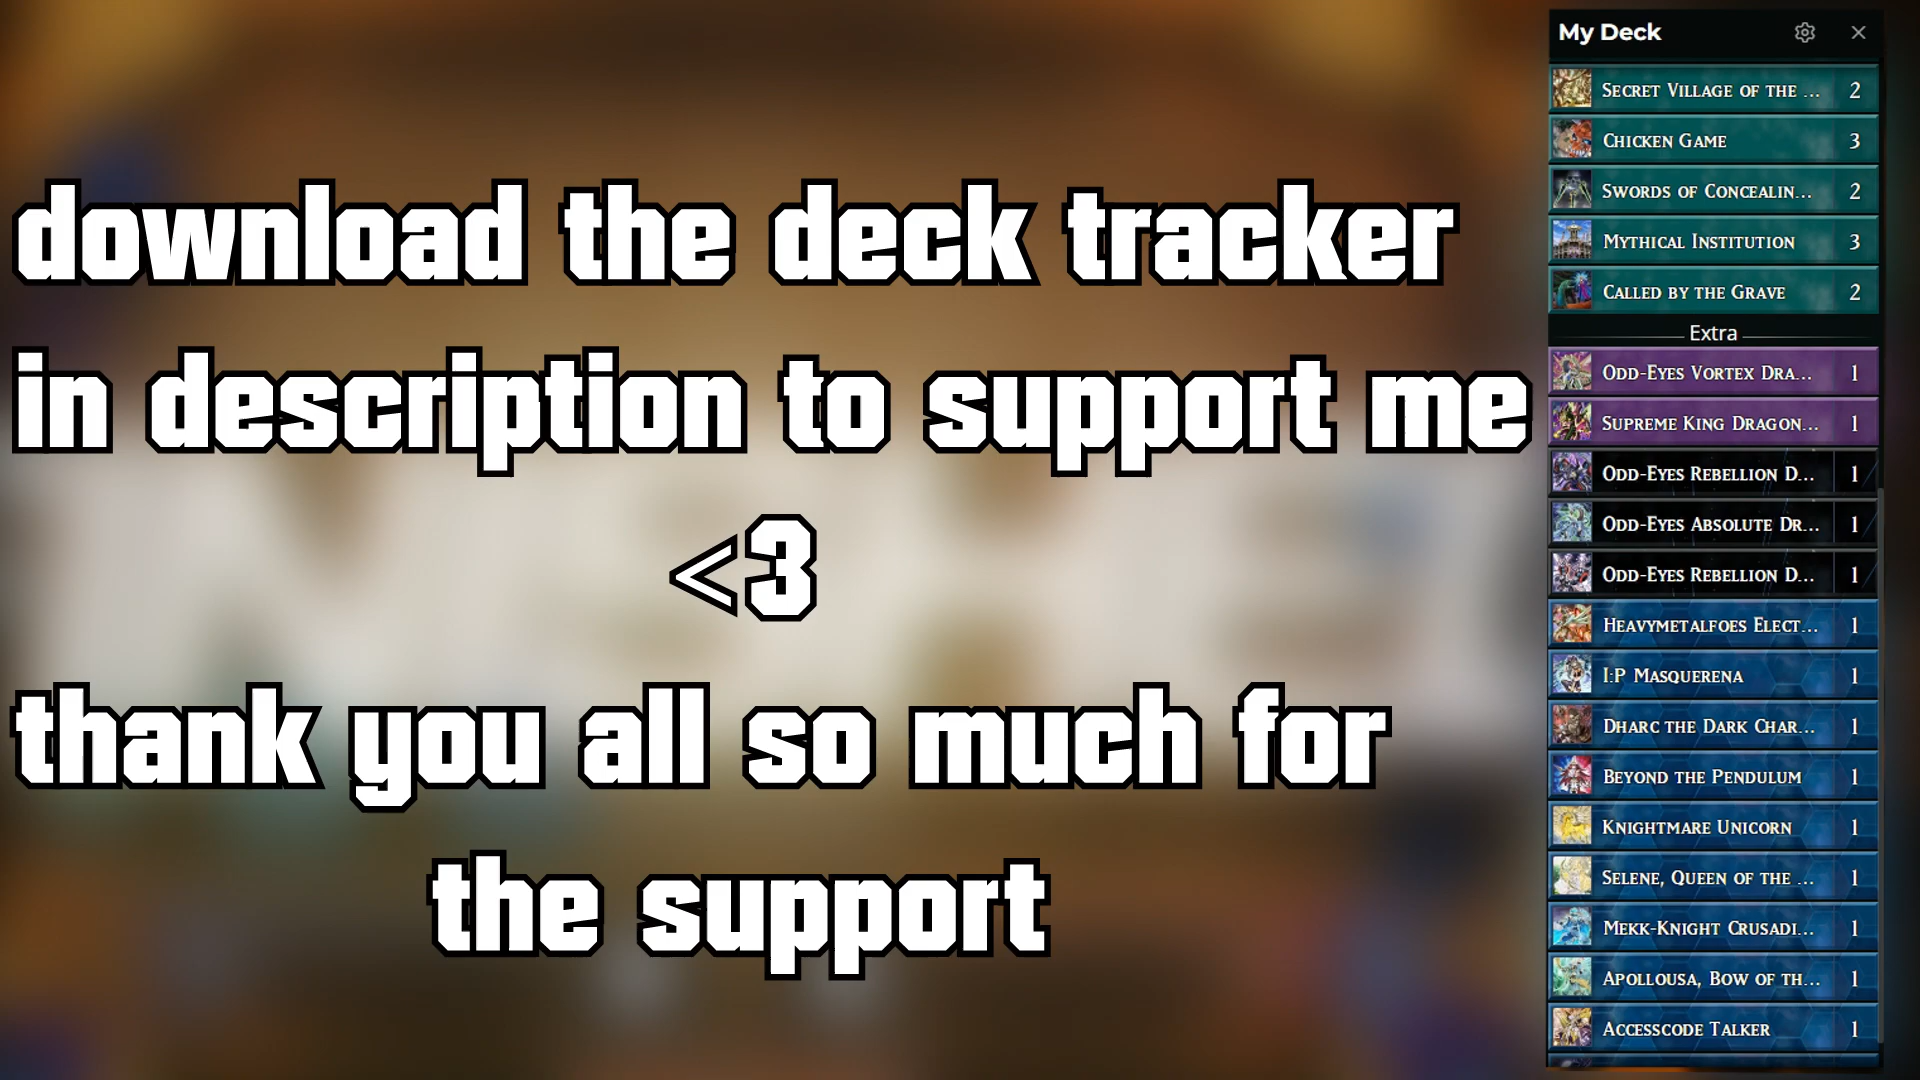 download the deck tracker
in description to support me
<3
thank you all so much for
the support
My Deck
Secret Village of the ... 2
Chicken Game 3
Swords of Concealin... 2
Mythical Institution 3
Called by the Grave 2
Extra
Odd-Eyes Vortex Dra... 1
Supreme King Dragon... 1
Odd-Eyes Rebellion D... 1
Odd-Eyes Absolute Dr... 1
Odd-Eyes Rebellion D... 1
Heavymetalfoes Elect... 1
I:P Masquerena 1
Dharc the Dark Char... 1
Beyond the Pendulum 1
Knightmare Unicorn 1
Selene, Queen of the ... 1
Mekk-Knight Crusadi... 1
Apollousa, Bow of th... 1
Accesscode Talker 1